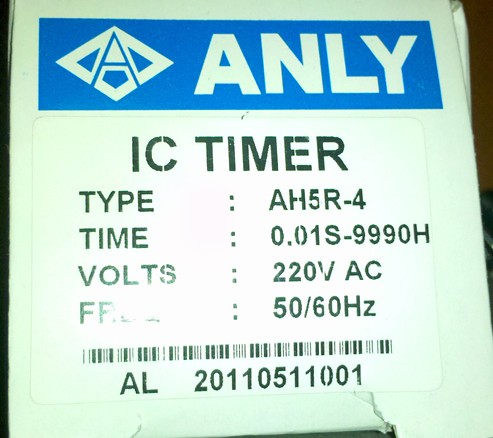 ANLY
IC TIMER
TYPE : AH5R-4
TIME : 0.01S-9990H
VOLTS : 220V AC
: 50/60Hz
AL 20110511001